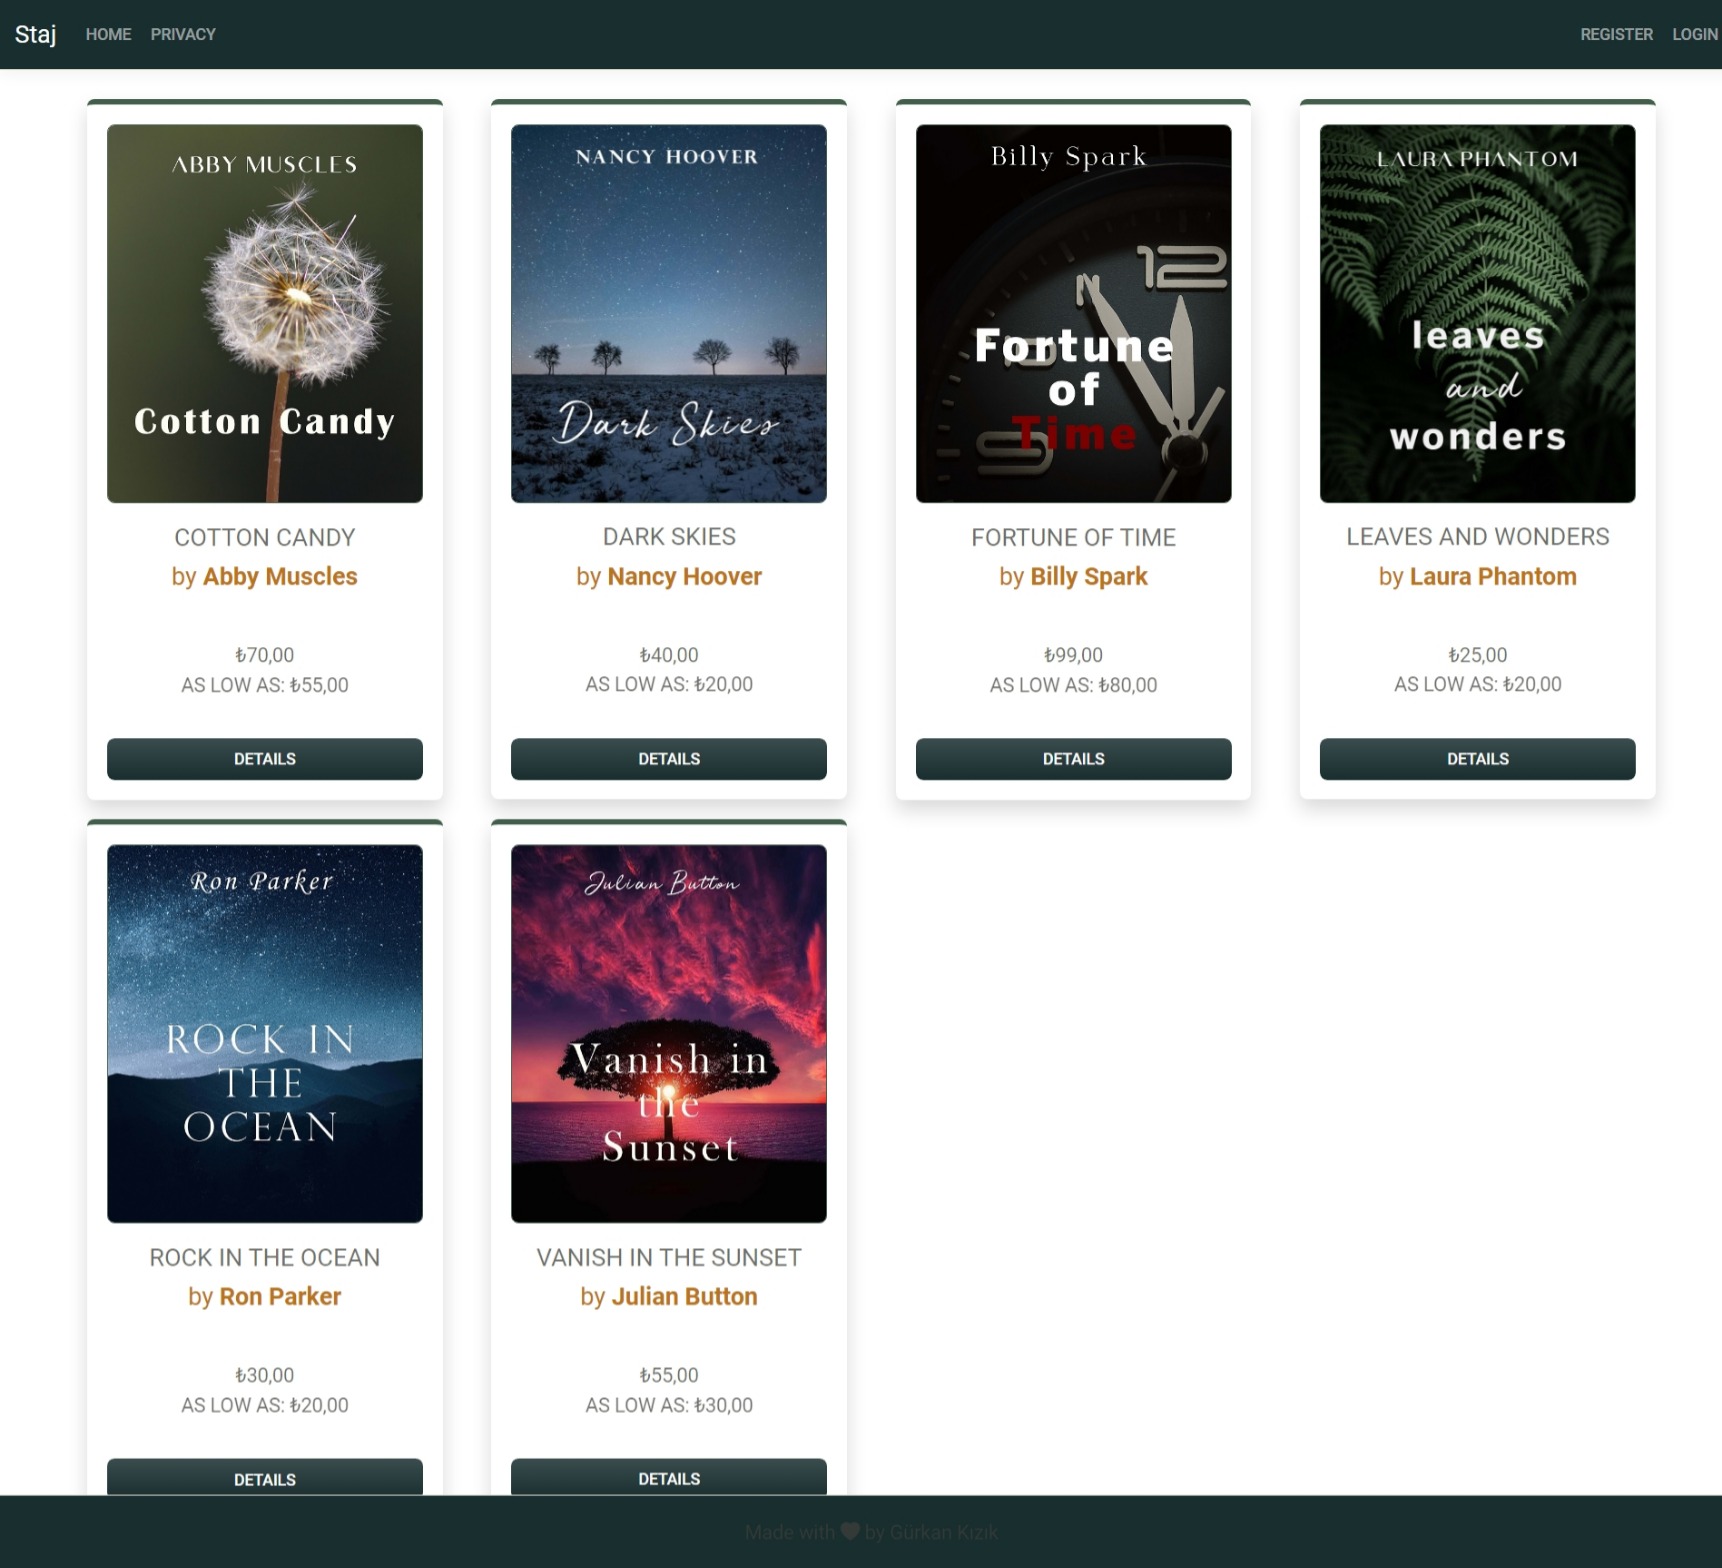 Staj HOME PRIVACY REGISTER LOGIN
ABBY MUSCLES
Cotton Candy
COTTON CANDY
by Abby Muscles
₺70,00
AS LOW AS: ₺55,00
DETAILS
NANCY HOOVER
Dark Skies
DARK SKIES
by Nancy Hoover
₺40,00
AS LOW AS: ₺20,00
DETAILS
Billy Spark
12
9
Fortune
of
Time
FORTUNE OF TIME
by Billy Spark
₺99,00
AS LOW AS: ₺80,00
DETAILS
LAURA PHANTOM
leaves
and
wonders
LEAVES AND WONDERS
by Laura Phantom
₺25,00
AS LOW AS: ₺20,00
DETAILS
Ron Parker
ROCK IN
THE
OCEAN
ROCK IN THE OCEAN
by Ron Parker
₺30,00
AS LOW AS: ₺20,00
DETAILS
Julian Button
Vanish in
the
Sunset
VANISH IN THE SUNSET
by Julian Button
₺55,00
AS LOW AS: ₺30,00
DETAILS
Made with ♥ by Gürkan Kızık